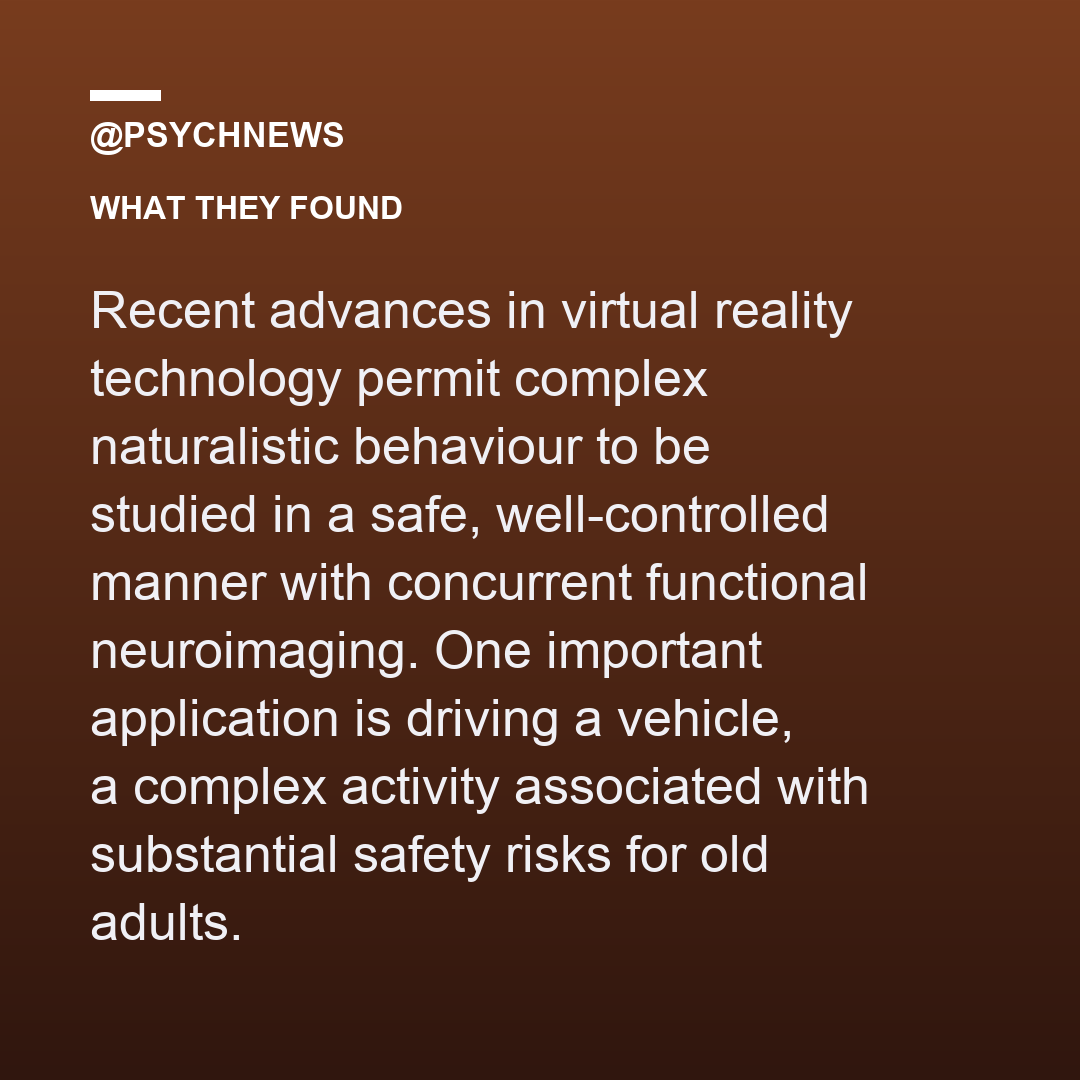 @PSYCHNEWS
WHAT THEY FOUND
Recent advances in virtual reality
technology permit complex
naturalistic behaviour to be
studied in a safe, well-controlled
manner with concurrent functional
neuroimaging. One important
application is driving a vehicle,
a complex activity associated with
substantial safety risks for old
adults.